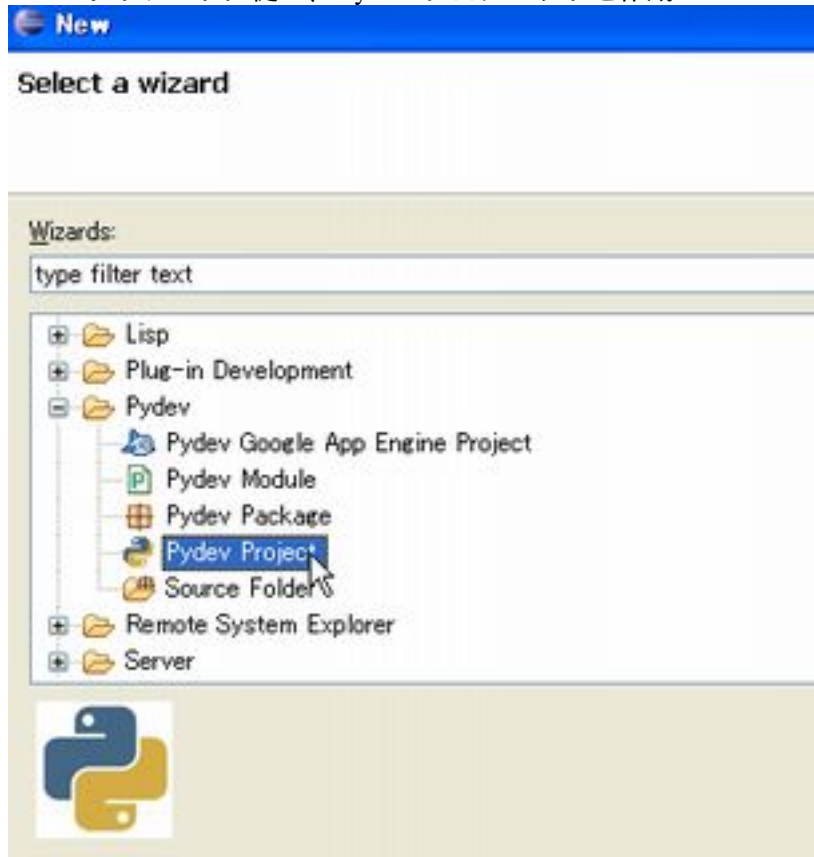 New
Select a wizard
Wizards:
type filter text
Lisp
Plug-in Development
Pydev
Pydev Google App Engine Project
Pydev Module
Pydev Package
Pydev Project
Source Folder
Remote System Explorer
Server